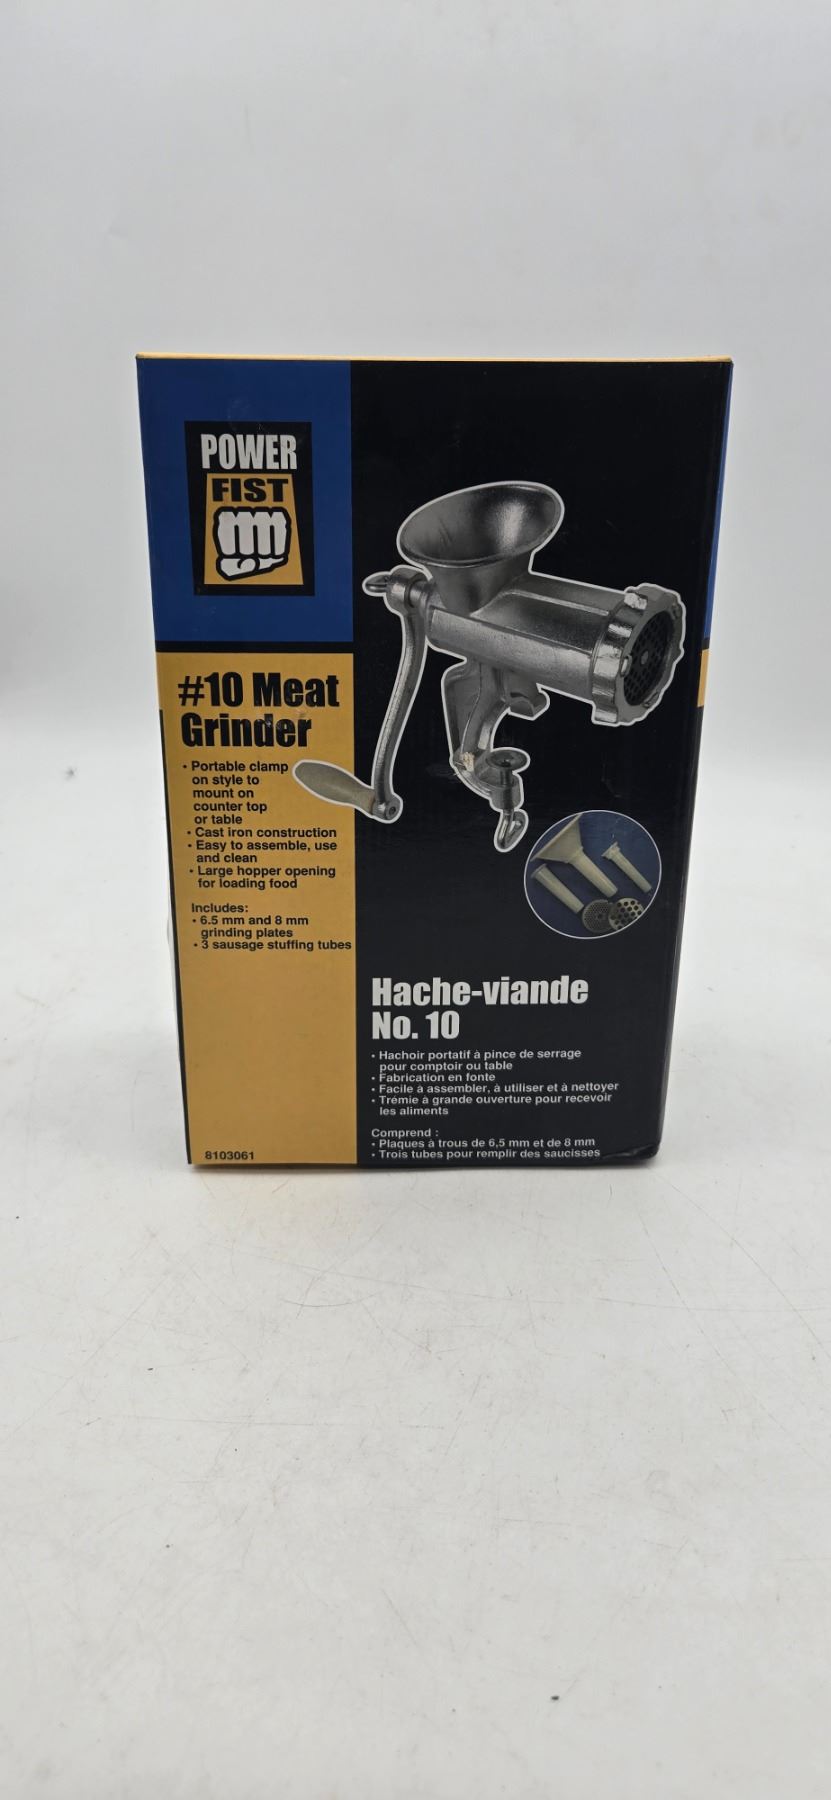 POWER
FIST
#10 Meat
Grinder
• Portable clamp
on style to
mount on
counter top
or table
• Cast iron construction
• Easy to assemble, use
and clean
• Large hopper opening
for loading food
Includes:
• 6.5 mm and 8 mm
grinding plates
• 3 sausage stuffing tubes
8103061
Hache-viande
No. 10
• Hachoir portatif à pince de serrage
pour comptoir ou table
• Fabrication en fonte
• Facile à assembler, à utiliser et à nettoyer
• Trémie à grande ouverture pour recevoir
les aliments
Comprend :
• Plaques à trous de 6,5 mm et de 8 mm
• Trois tubes pour remplir des saucisses